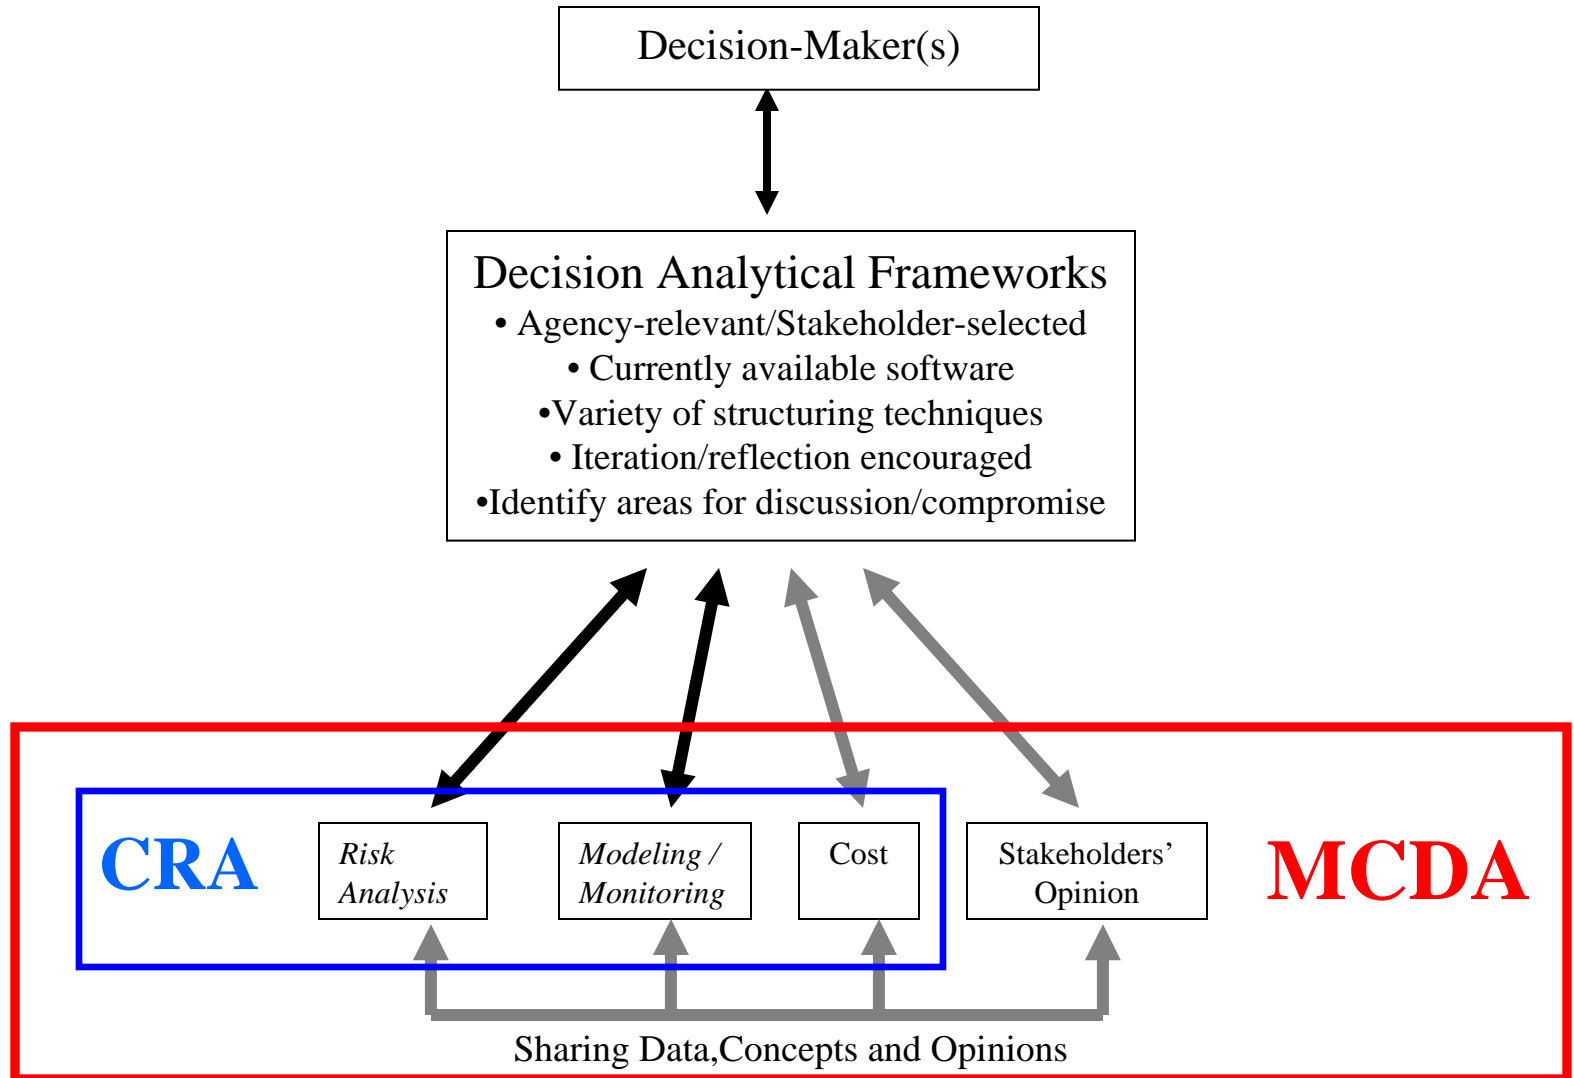 Decision-Maker(s)
Decision Analytical Frameworks
• Agency-relevant/Stakeholder-selected
• Currently available software
•Variety of structuring techniques
• Iteration/reflection encouraged
•Identify areas for discussion/compromise
CRA
Risk
Analysis
Modeling /
Monitoring
Cost
Stakeholders’
Opinion
MCDA
Sharing Data,Concepts and Opinions